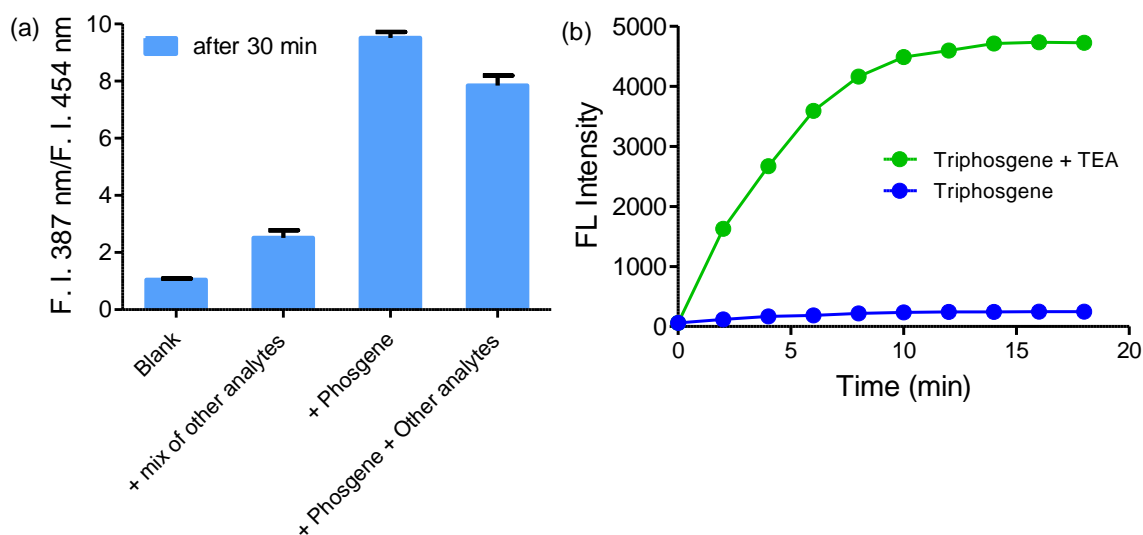 (a)
F. I. 387 nm/F. I. 454 nm
10
8
6
4
2
0
after 30 min
Blank
+ mix of other analytes
+ Phosgene
+ Phosgene + Other analytes
(b)
FL Intensity
5000
4000
3000
2000
1000
0
Triphosgene + TEA
Triphosgene
0
5
10
15
20
Time (min)